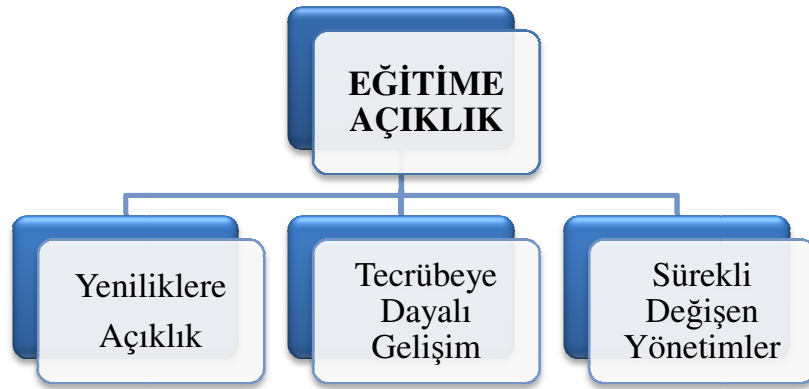 EĞİTİME
AÇIKLIK
Yeniliklere
Açıklık
Tecrübeye
Dayalı
Gelişim
Sürekli
Değişen
Yönetimler